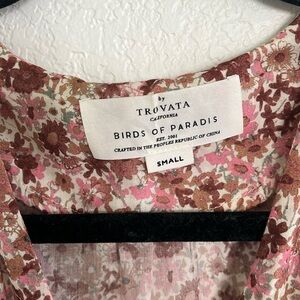 by
TROVATA
CALIFORNIA
BIRDS OF PARADIS
EST. 2001
CRAFTED IN THE PEOPLES REPUBLIC OF CHINA
SMALL